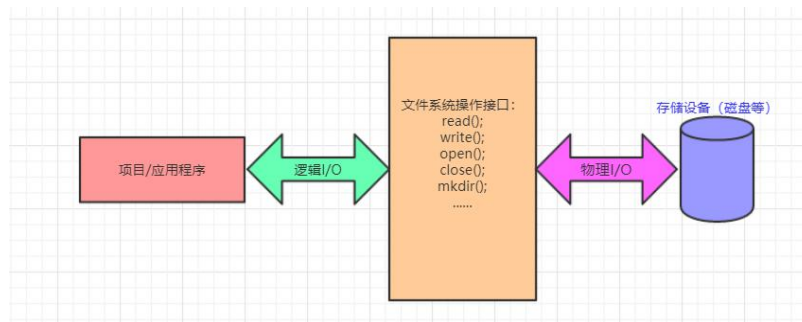 项目/应用程序
逻辑I/O
文件系统操作接口：
read();
write();
open();
close();
mkdir();
......
物理I/O
存储设备（磁盘等）